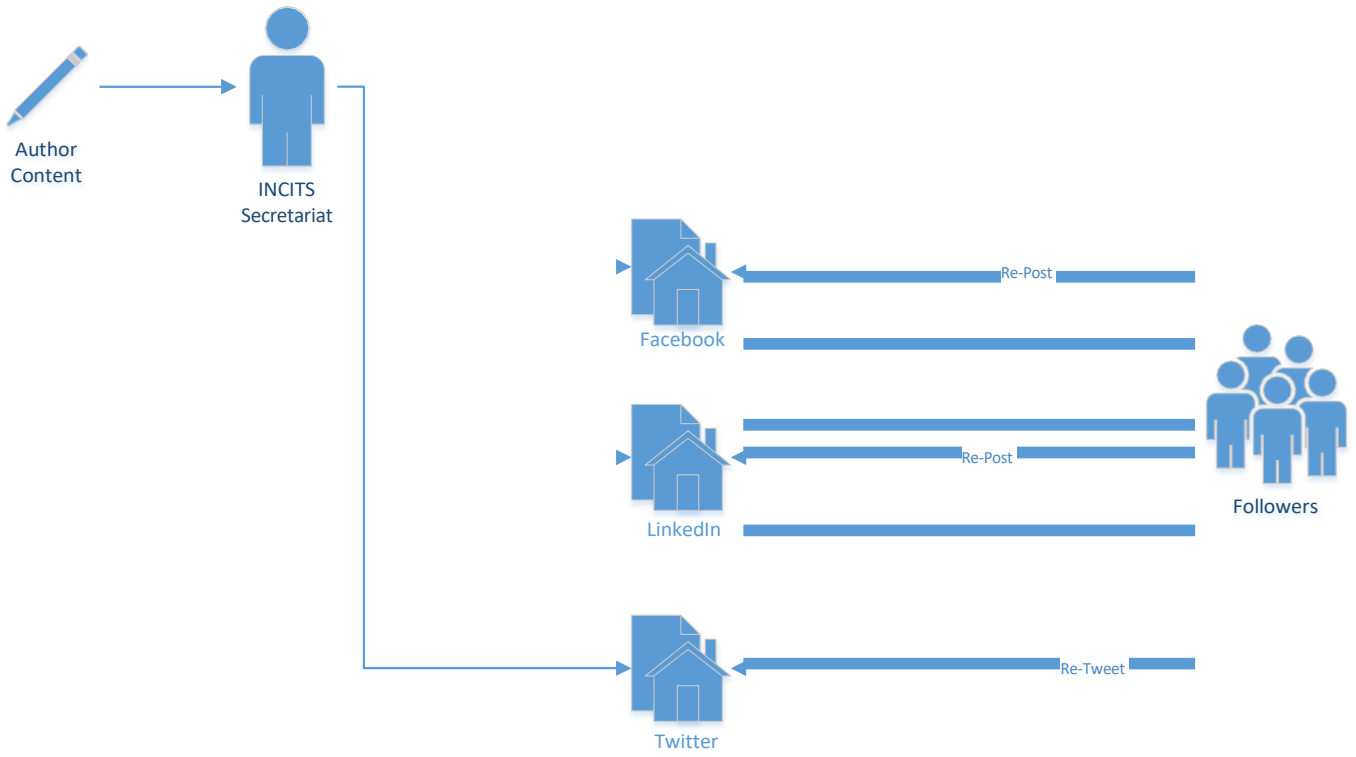 Author
Content
INCITS
Secretariat
Re-Post
Facebook
Re-Post
LinkedIn
Followers
Re-Tweet
Twitter